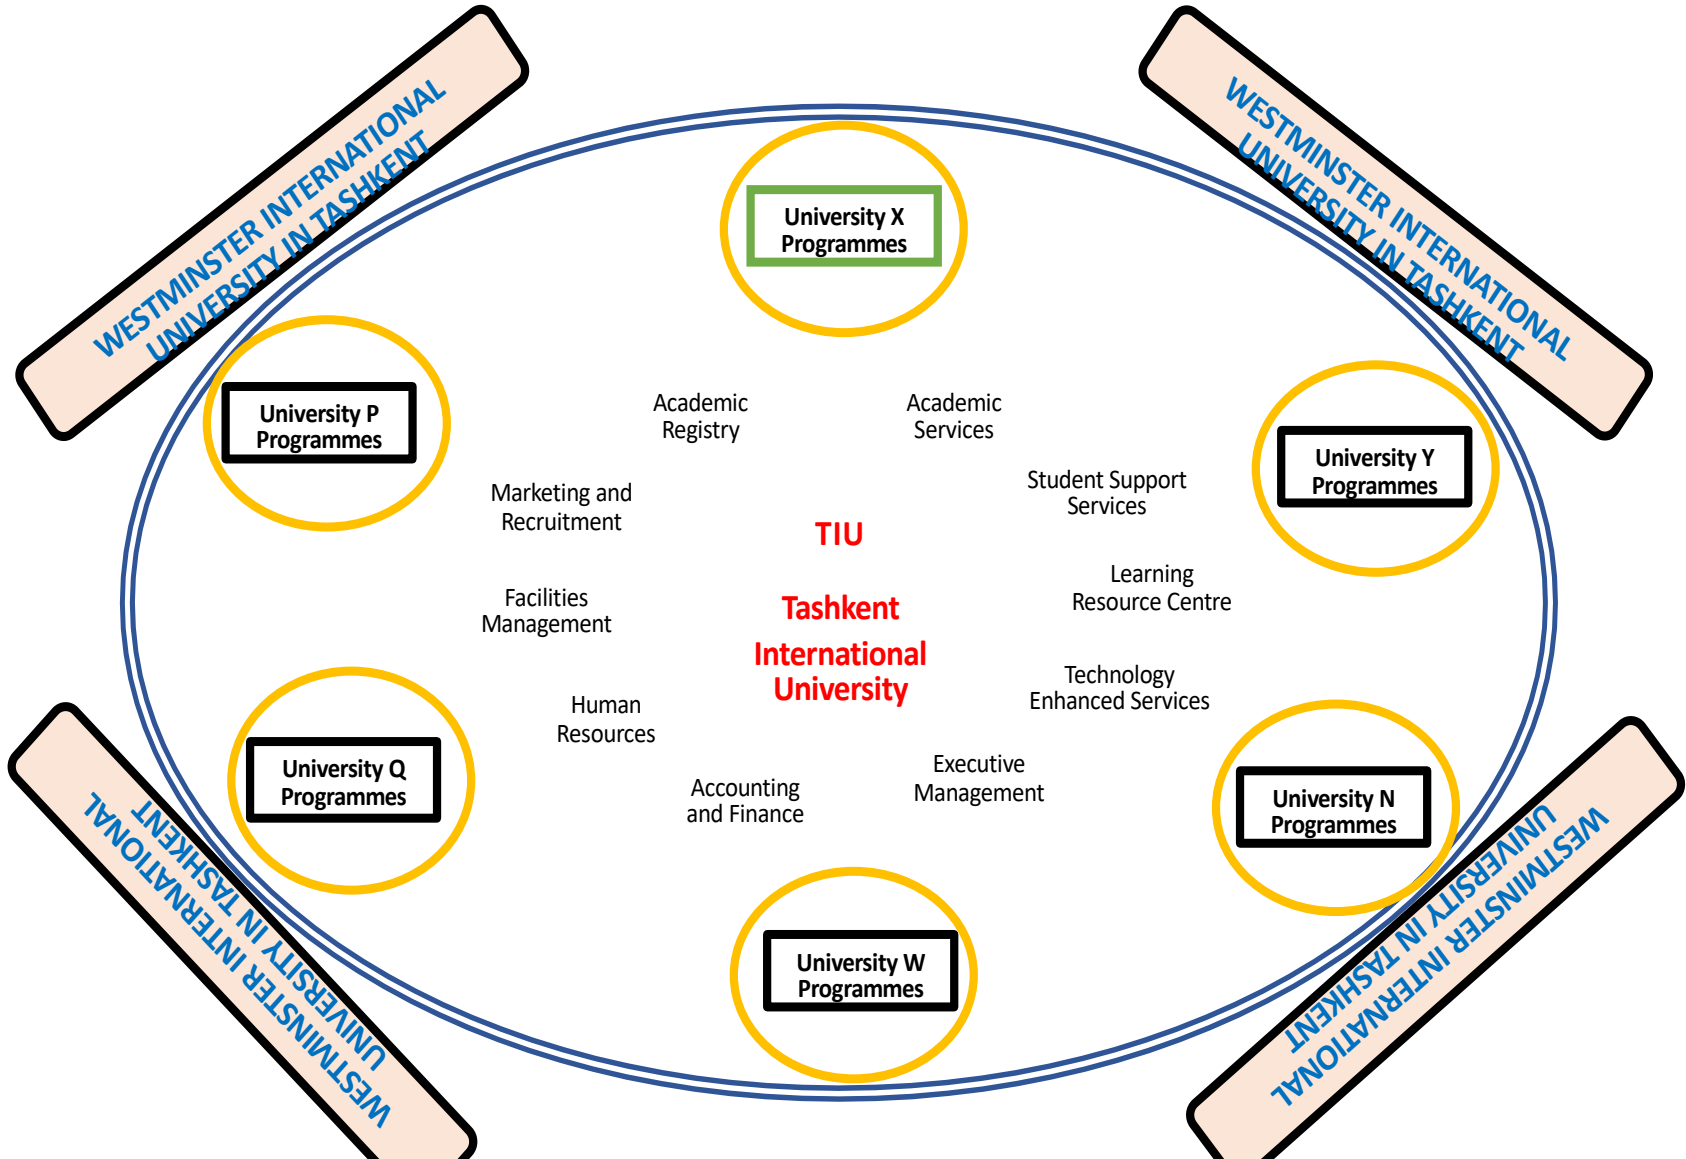 WESTMINSTER INTERNATIONAL
UNIVERSITY IN TASHKENT
WESTMINSTER INTERNATIONAL
UNIVERSITY IN TASHKENT
University X
Programmes
University P
Programmes
Academic
Registry
Academic
Services
University Y
Programmes
Marketing and
Recruitment
Student Support
Services
TIU
Facilities
Management
Learning
Resource Centre
Tashkent
International
University
Human
Resources
Technology
Enhanced Services
University Q
Programmes
Accounting
and Finance
Executive
Management
University N
Programmes
University W
Programmes
WESTMINSTER INTERNATIONAL
UNIVERSITY IN TASHKENT
WESTMINSTER INTERNATIONAL
UNIVERSITY IN TASHKENT